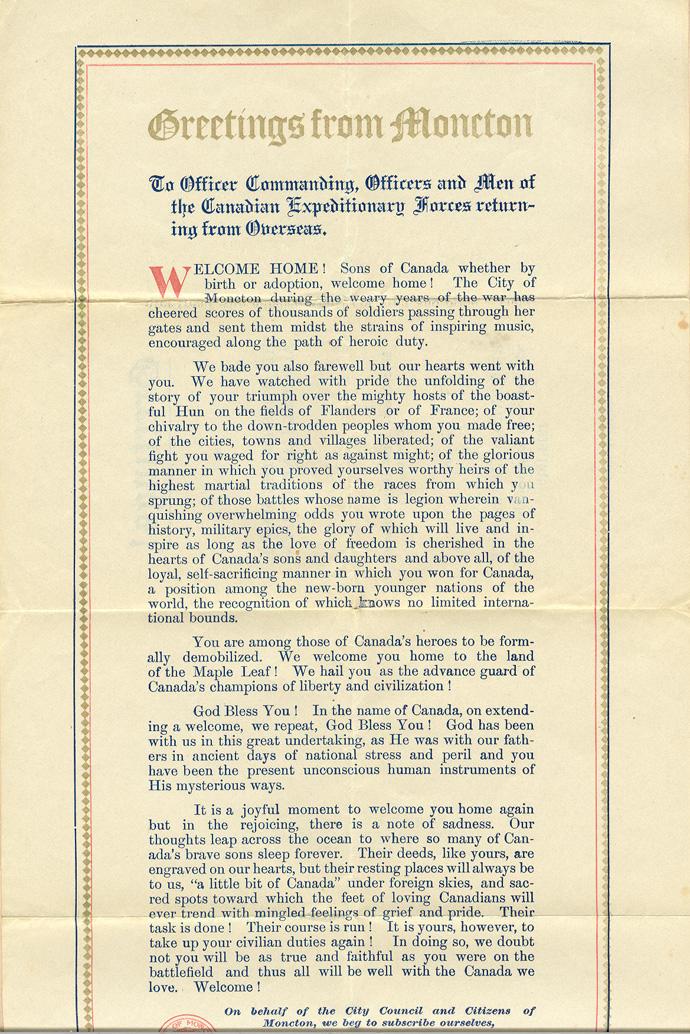 Greetings from Moncton
To Officer Commanding, Officers and Men of
the Canadian Expeditionary Forces return-
ing from Overseas.
WELCOME HOME! Sons of Canada whether by
birth or adoption, welcome home! The City of
Moncton during the weary years of the war has
cheered scores of thousands of soldiers passing through her
gates and sent them midst the strains of inspiring music,
encouraged along the path of heroic duty.
We bade you also farewell but our hearts went with
you. We have watched with pride the unfolding of the
story of your triumph over the mighty hosts of the boast-
ful Hun on the fields of Flanders or of France; of your
chivalry to the down-trodden peoples whom you made free;
of the cities, towns and villages liberated; of the valiant
fight you waged for right as against might; of the glorious
manner in which you proved yourselves worthy heirs of the
highest martial traditions of the races from which you
sprung; of those battles whose name is legion wherein van-
quishing overwhelming odds you wrote upon the pages of
history, military epics, the glory of which will live and in-
spire as long as the love of freedom is cherished in the
hearts of Canada's sons and daughters and above all, of the
loyal, self-sacrificing manner in which you won for Canada,
a position among the new-born younger nations of the
world, the recognition of which knows no limited interna-
tional bounds.
You are among those of Canada's heroes to be form-
ally demobilized. We welcome you home to the land
of the Maple Leaf! We hail you as the advance guard of
Canada's champions of liberty and civilization!
God Bless You! In the name of Canada, on extend-
ing a welcome, we repeat, God Bless You! God has been
with us in this great undertaking, as He was with our fath-
ers in ancient days of national stress and peril and you
have been the present unconscious human instruments of
His mysterious ways.
It is a joyful moment to welcome you home again
but in the rejoicing, there is a note of sadness. Our
thoughts leap across the ocean to where so many of Can-
ada's brave sons sleep forever. Their deeds, like yours, are
engraved on our hearts, but their resting places will always be
to us, "a little bit of Canada" under foreign skies, and sac-
red spots toward which the feet of loving Canadians will
ever trend with mingled feelings of grief and pride. Their
task is done! Their course is run! It is yours, however, to
take up your civilian duties again! In doing so, we doubt
not you will be as true and faithful as you were on the
battlefield and thus all will be well with the Canada we
love. Welcome!
On behalf of the City Council and Citizens of
Moncton, we beg to subscribe ourselves,